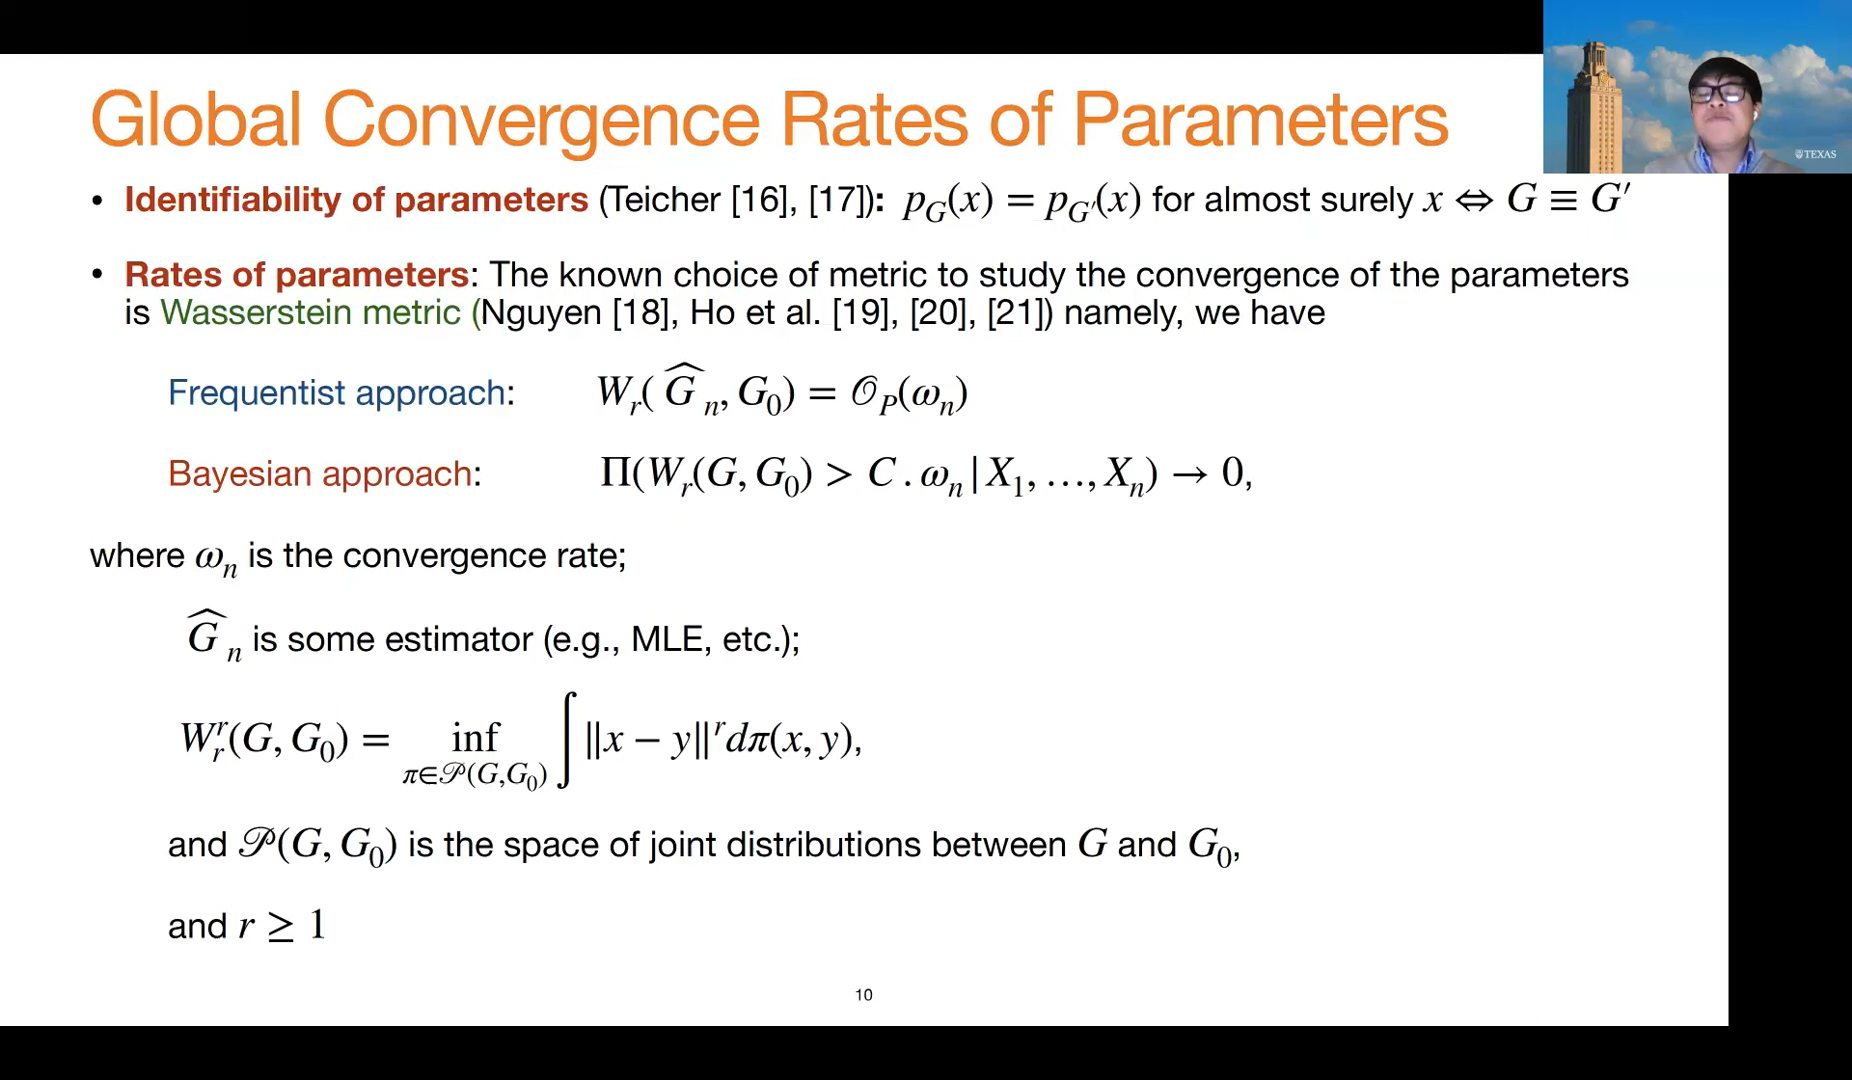 Global Convergence Rates of Parameters
TEXAS
• Identifiability of parameters (Teicher [16], [17]): p_G(x) = p_{G′}(x) for almost surely x ⇔ G ≡ G′
• Rates of parameters: The known choice of metric to study the convergence of the parameters
is Wasserstein metric (Nguyen [18], Ho et al. [19], [20], [21]) namely, we have
Frequentist approach: W_r(Ĝ_n, G_0) = 𝒪_P(ω_n)
Bayesian approach: Π(W_r(G, G_0) > C . ω_n | X_1, …, X_n) → 0,
where ω_n is the convergence rate;
Ĝ_n is some estimator (e.g., MLE, etc.);
W_r^r(G, G_0) = inf_{π∈𝒫(G,G_0)} ∫ ‖x − y‖^r dπ(x, y),
and 𝒫(G, G_0) is the space of joint distributions between G and G_0,
and r ≥ 1
10